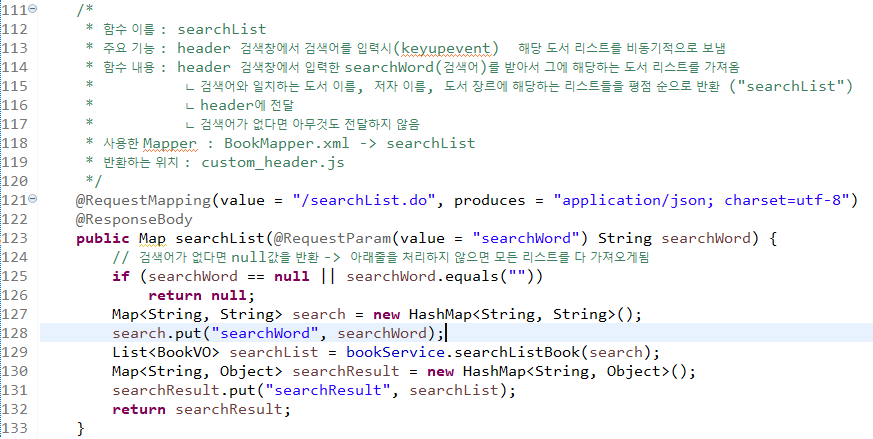 111 /*
112 * 함수 이름 : searchList
113 * 주요 기능 : header 검색창에서 검색어를 입력시(keyupevent) 해당 도서 리스트를 비동기적으로 보냄
114 * 함수 내용 : header 검색창에서 입력한 searchWord(검색어)를 받아서 그에 해당하는 도서 리스트를 가져옴
115 * ㄴ 검색어와 일치하는 도서 이름, 저자 이름, 도서 장르에 해당하는 리스트들을 평점 순으로 반환 ("searchList")
116 * ㄴ header에 전달
117 * ㄴ 검색어가 없다면 아무것도 전달하지 않음
118 * 사용한 Mapper : BookMapper.xml -> searchList
119 * 반환하는 위치 : custom_header.js
120 */
121 @RequestMapping(value = "/searchList.do", produces = "application/json; charset=utf-8")
122 @ResponseBody
123 public Map searchList(@RequestParam(value = "searchWord") String searchWord) {
124 // 검색어가 없다면 null값을 반환 -> 아래줄을 처리하지 않으면 모든 리스트를 다 가져오게됨
125 if (searchWord == null || searchWord.equals(""))
126 return null;
127 Map<String, String> search = new HashMap<String, String>();
128 search.put("searchWord", searchWord);
129 List<BookVO> searchList = bookService.searchListBook(search);
130 Map<String, Object> searchResult = new HashMap<String, Object>();
131 searchResult.put("searchResult", searchList);
132 return searchResult;
133 }